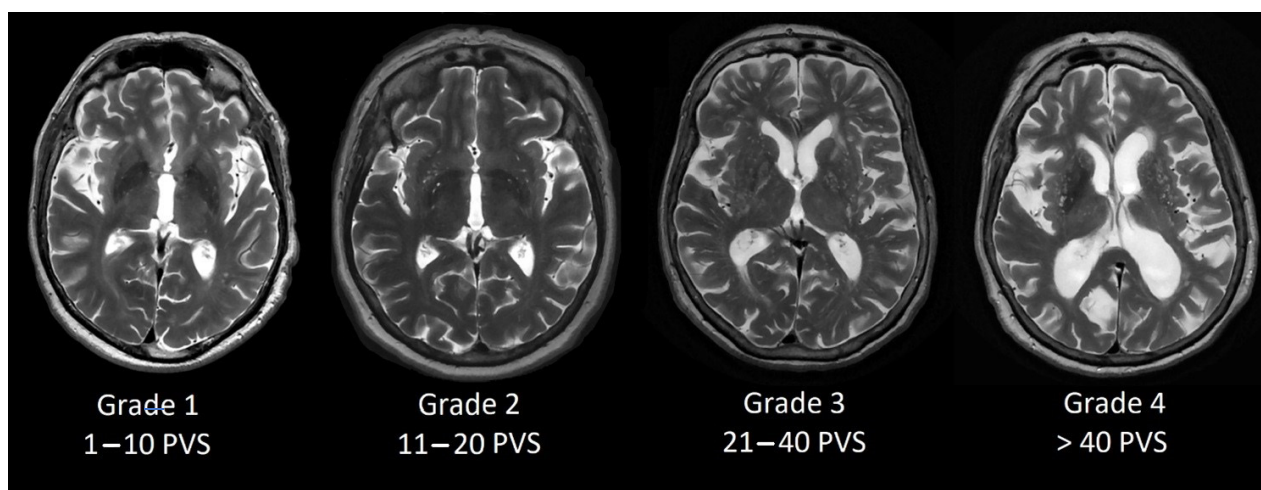 Grade 1
1–10 PVS
Grade 2
11–20 PVS
Grade 3
21–40 PVS
Grade 4
> 40 PVS